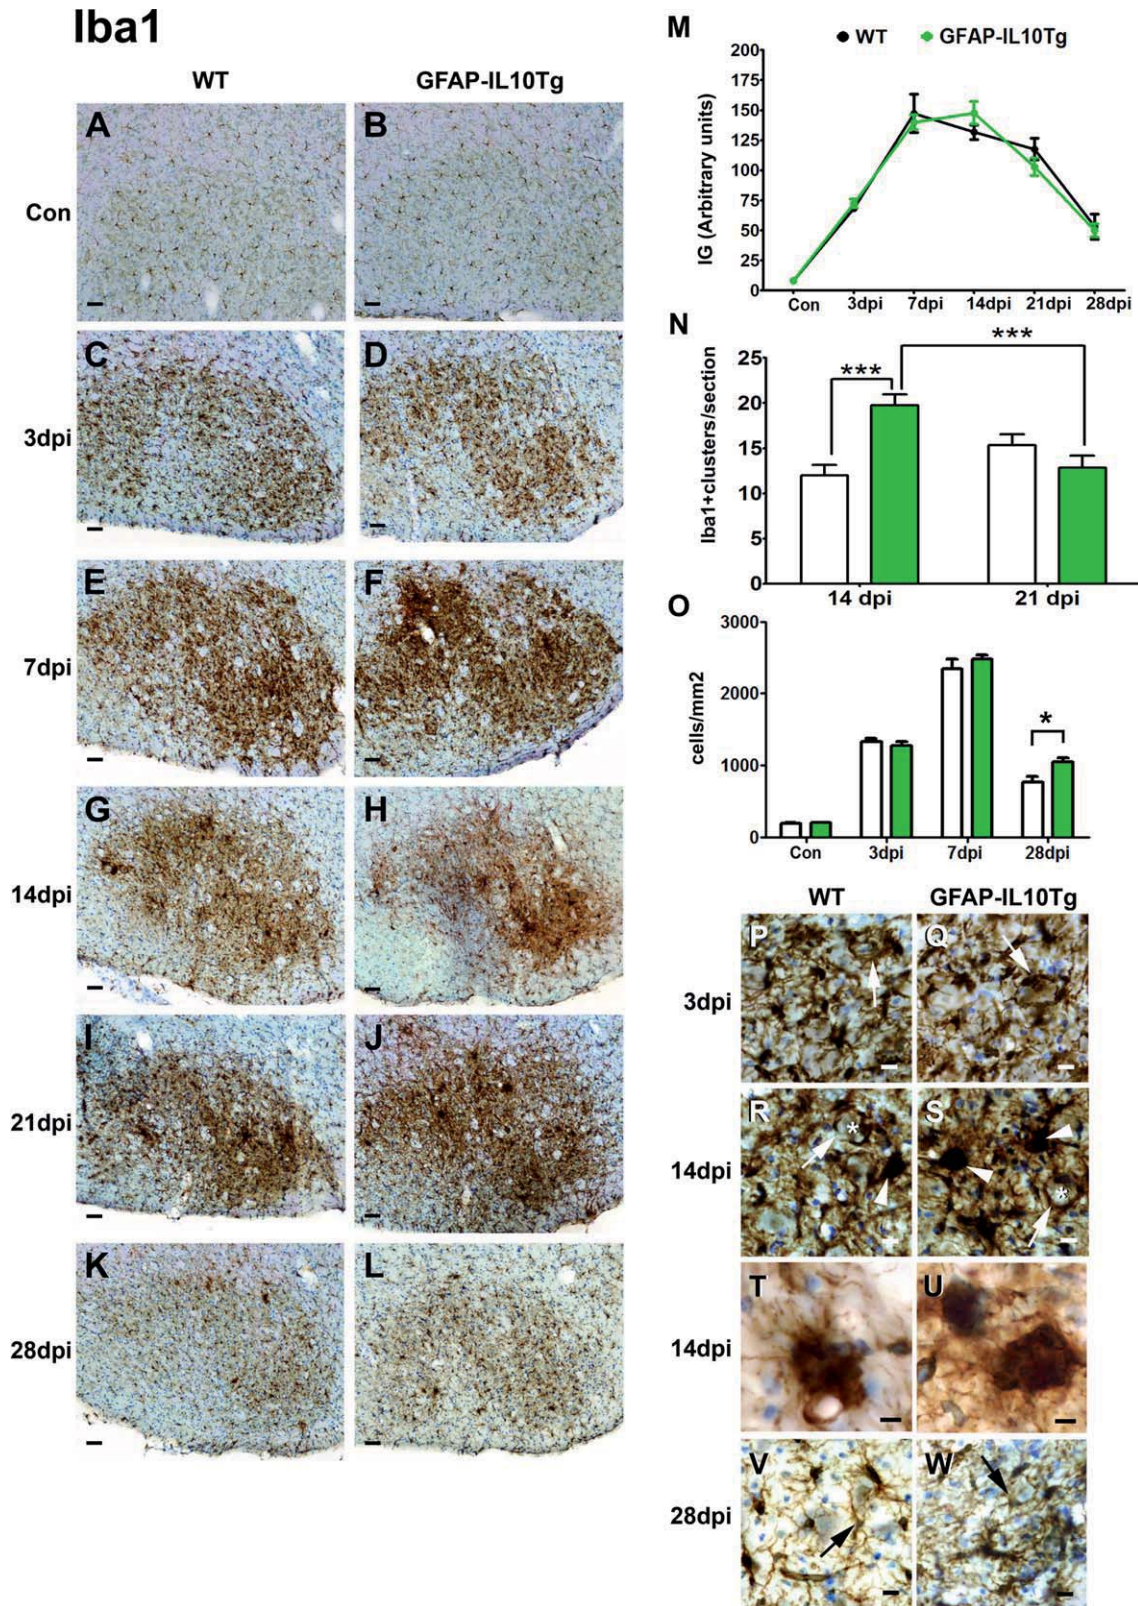 Iba1
WT
GFAP-IL10Tg
A
B
Con
C
D
3dpi
E
F
7dpi
G
H
14dpi
I
J
21dpi
K
L
28dpi
M
WT
GFAP-IL10Tg
200
175
150
125
100
75
50
25
0
IG (Arbitrary units)
Con
3dpi
7dpi
14dpi
21dpi
28dpi
N
***
***
25
20
15
10
5
0
Iba1+clusters/section
14 dpi
21 dpi
O
3000
2000
1000
0
cells/mm2
*
Con
3dpi
7dpi
28dpi
WT
GFAP-IL10Tg
P
Q
3dpi
R
*
S
*
14dpi
T
U
14dpi
V
W
28dpi